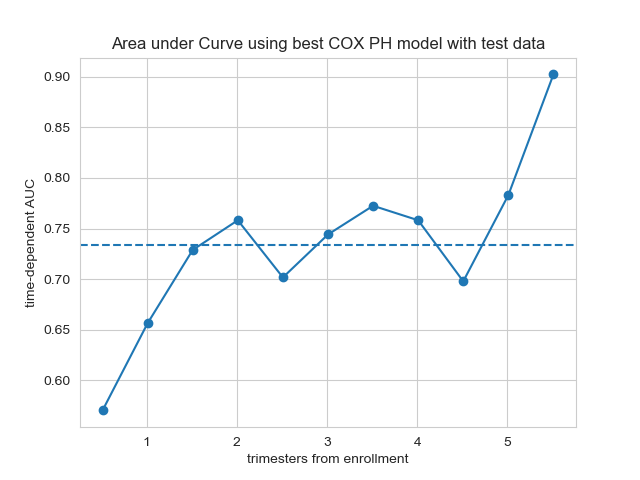 Area under Curve using best COX PH model with test data
time-dependent AUC
0.90
0.85
0.80
0.75
0.70
0.65
0.60
1 2 3 4 5
trimesters from enrollment